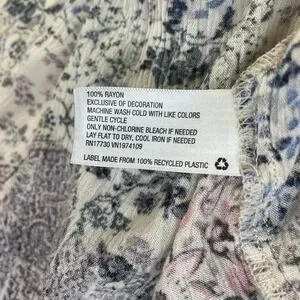 100% RAYON
EXCLUSIVE OF DECORATION
MACHINE WASH COLD WITH LIKE COLORS
GENTLE CYCLE
ONLY NON-CHLORINE BLEACH IF NEEDED
LAY FLAT TO DRY, COOL IRON IF NEEDED
RN17730 VN1974109
LABEL MADE FROM 100% RECYCLED PLASTIC